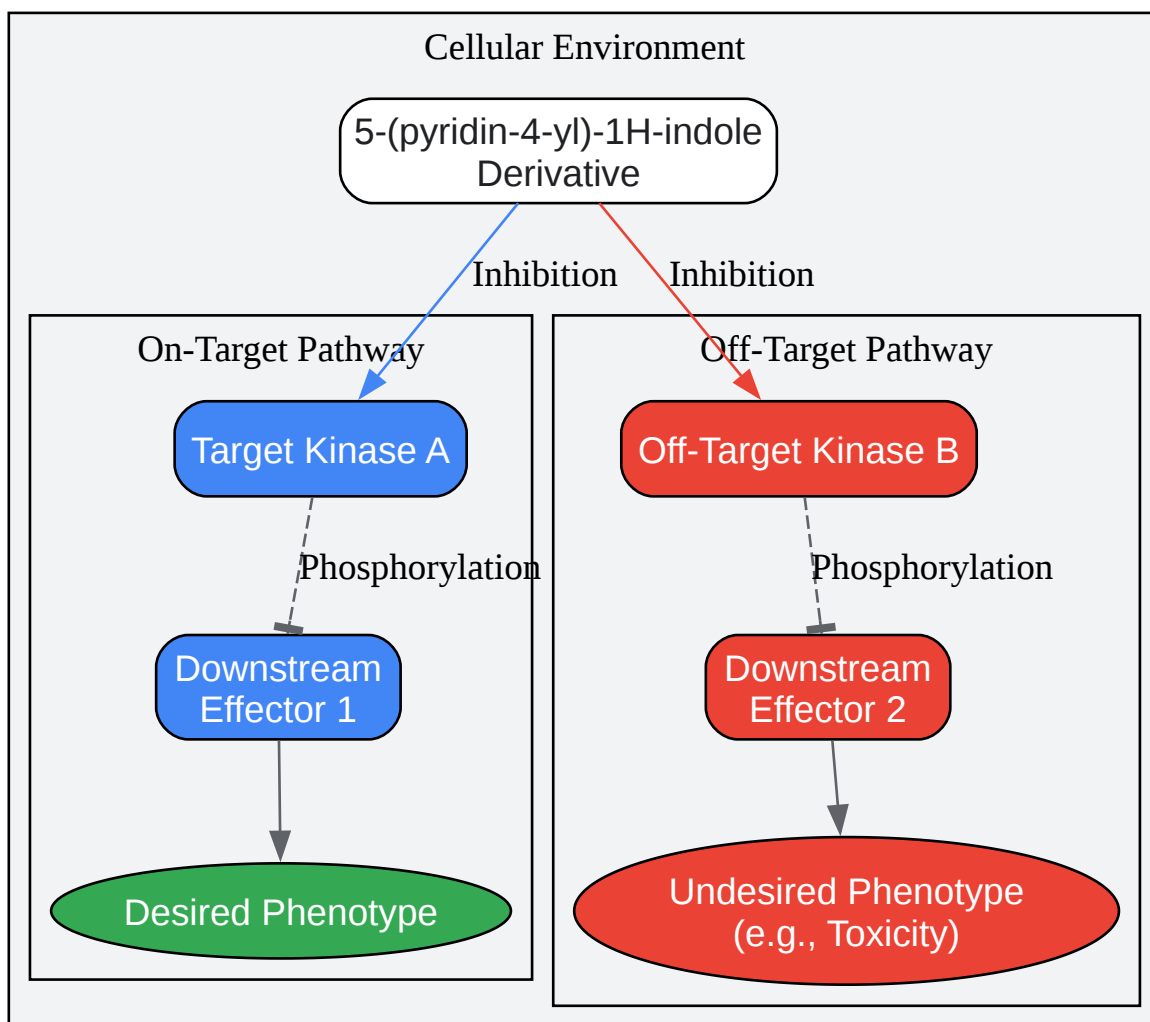 Cellular Environment
5-(pyridin-4-yl)-1H-indole
Derivative
Inhibition
Inhibition
On-Target Pathway
Off-Target Pathway
Target Kinase A
Off-Target Kinase B
Phosphorylation
Phosphorylation
Downstream
Effector 1
Downstream
Effector 2
Desired Phenotype
Undesired Phenotype
(e.g., Toxicity)